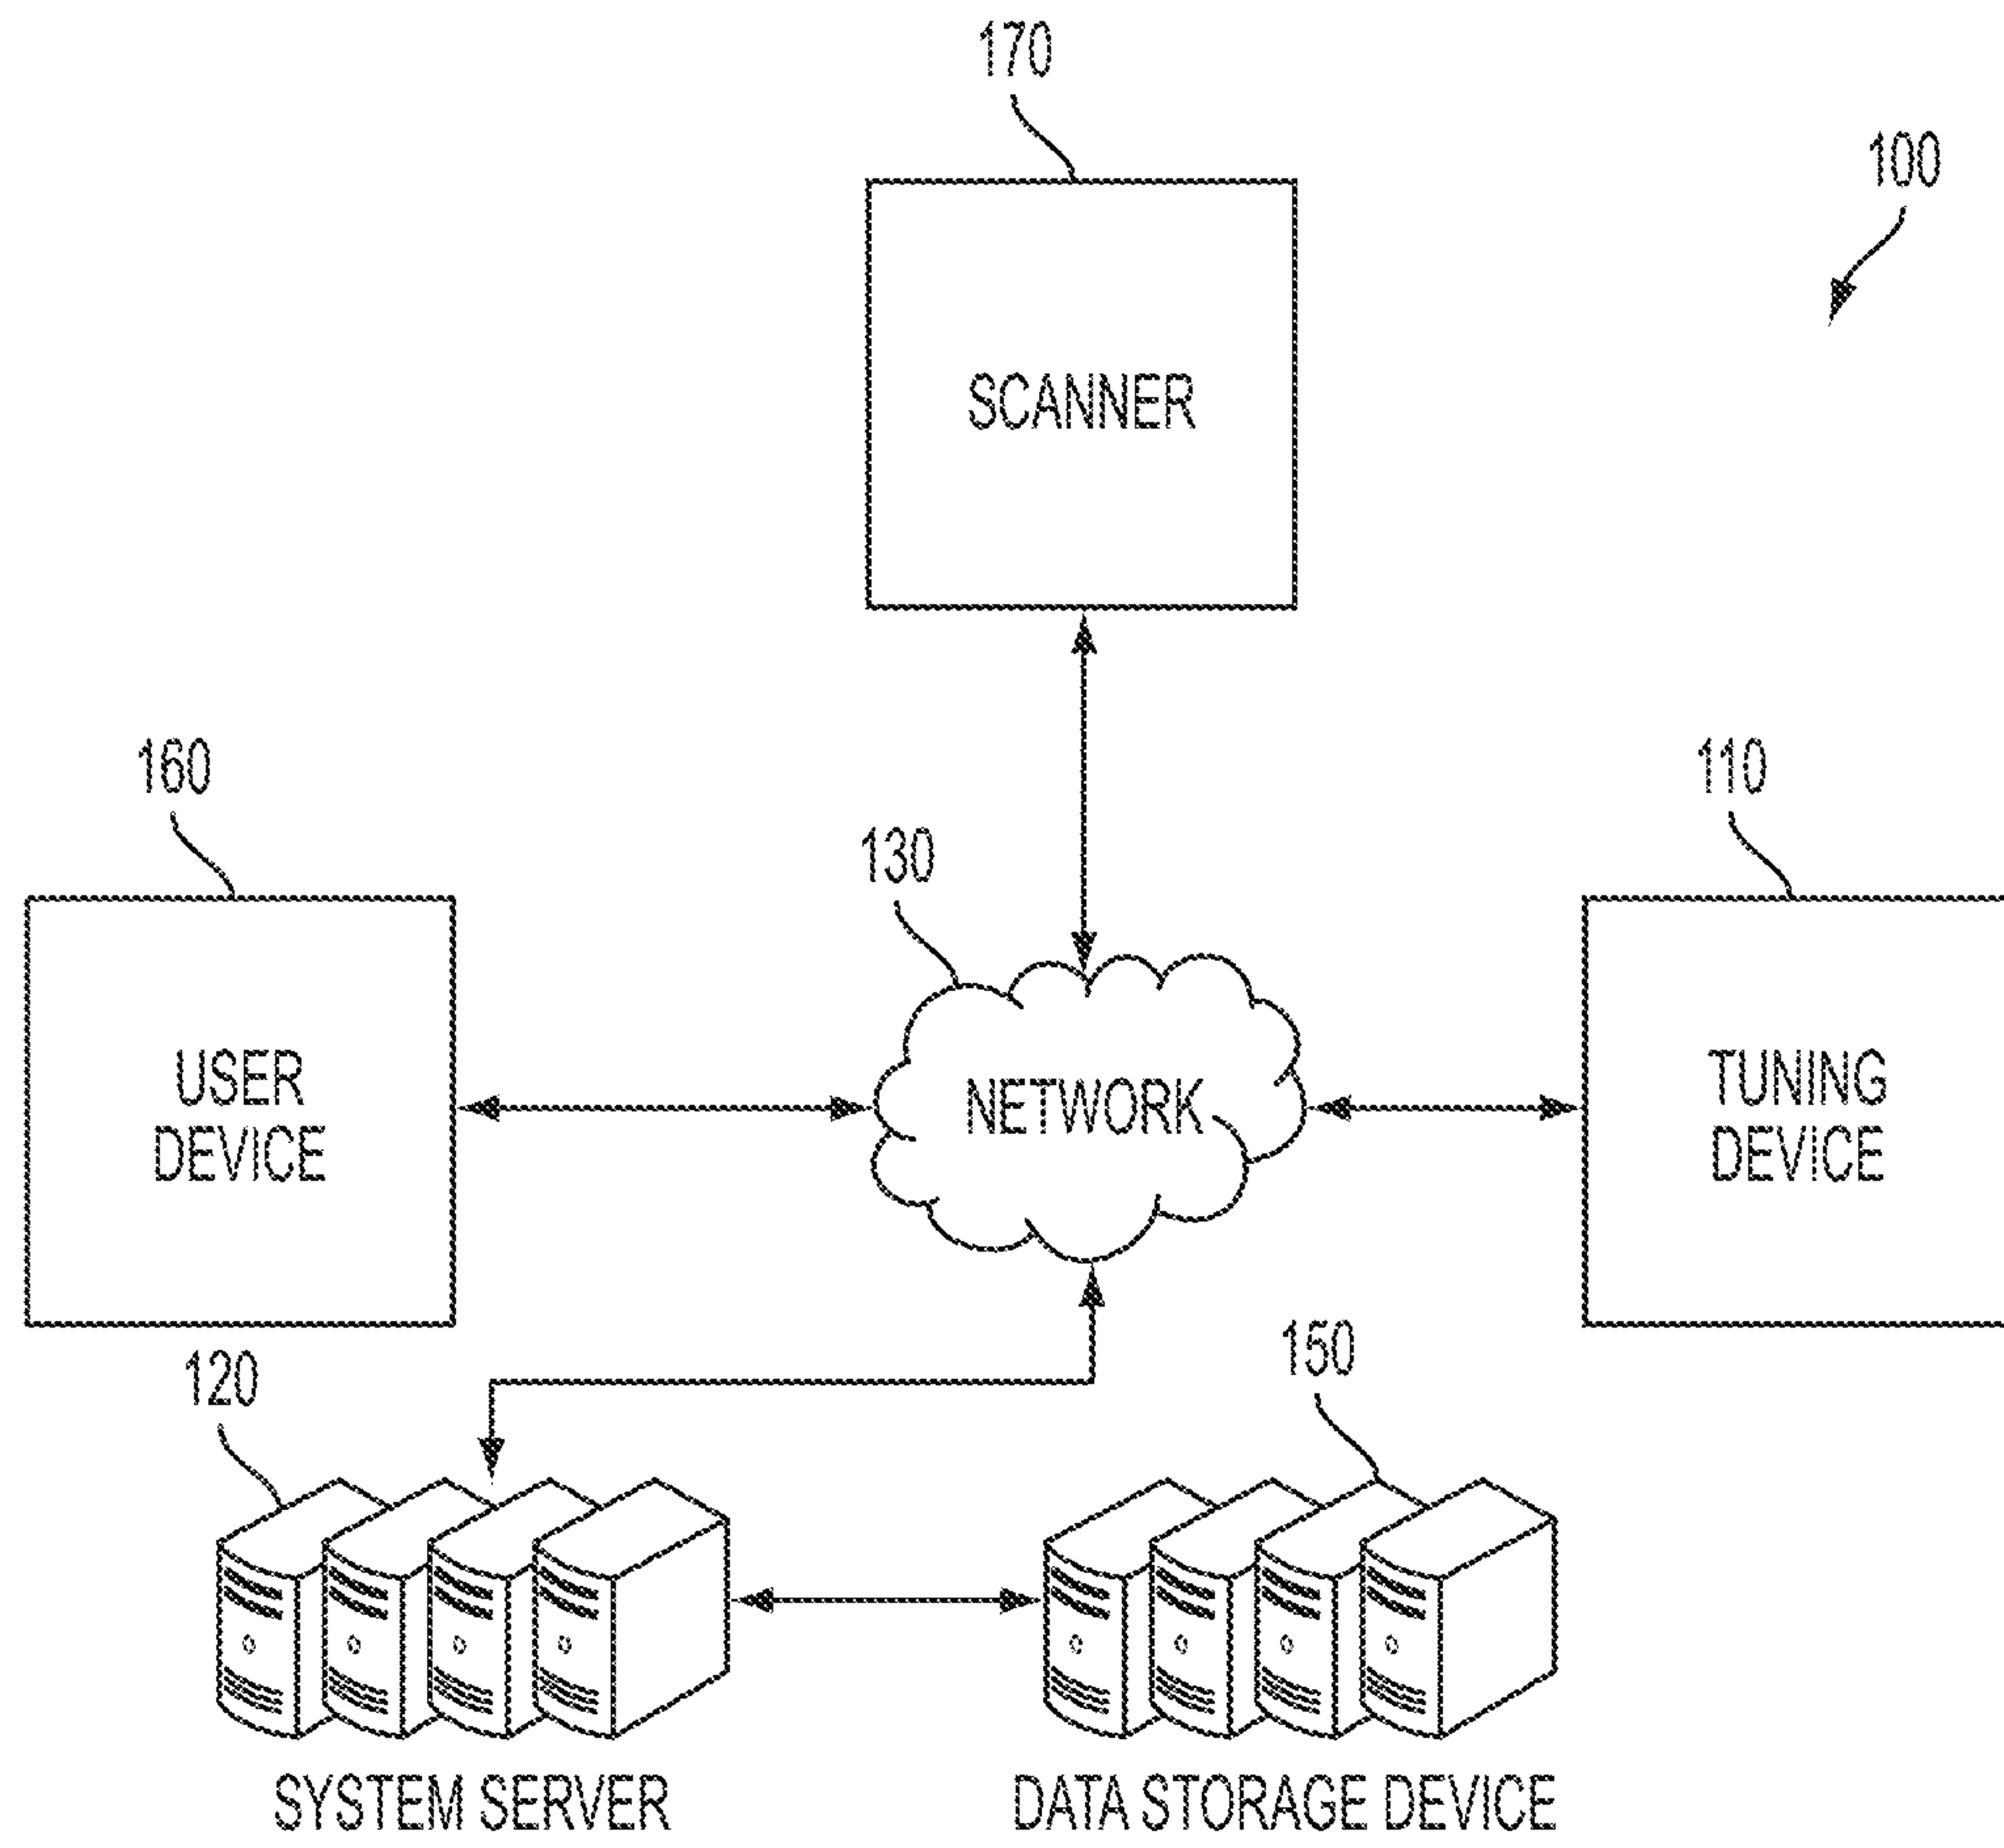 170
100
SCANNER
160
110
130
USER
DEVICE
NETWORK
TUNING
DEVICE
120
150
SYSTEM SERVER
DATA STORAGE DEVICE